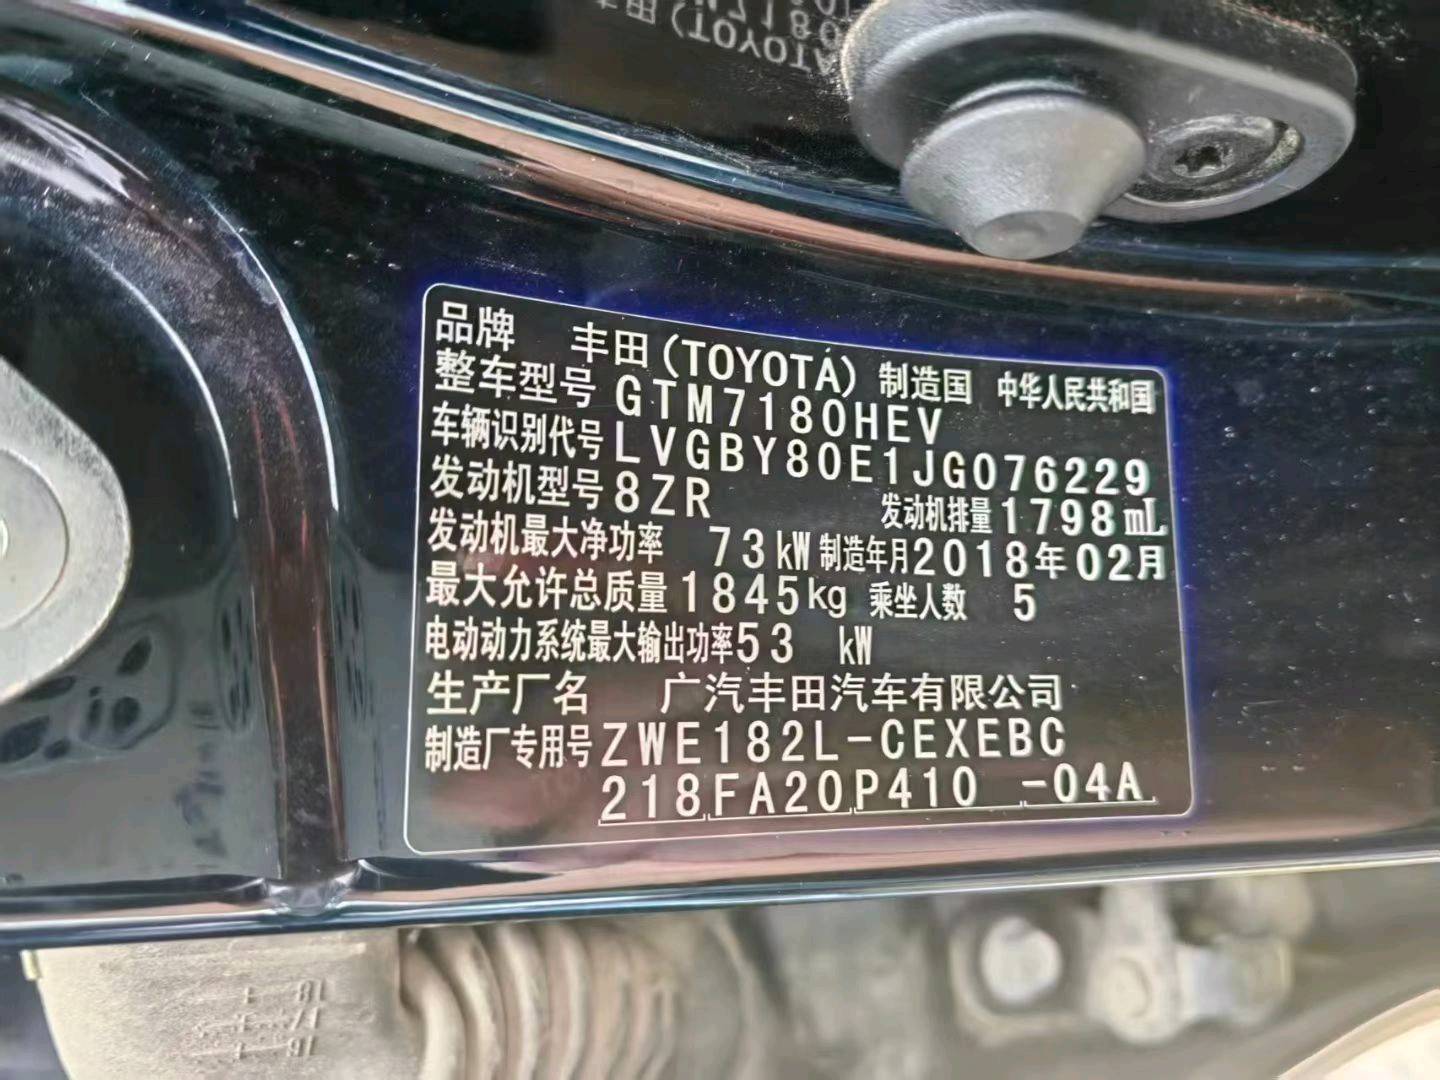 品牌 丰田(TOYOTA) 制造国 中华人民共和国
整车型号 GTM7180HEV
车辆识别代号 LVGBY80E1JG076229
发动机型号 8ZR 发动机排量 1798mL
发动机最大净功率 73kW 制造年月 2018年02月
最大允许总质量 1845kg 乘坐人数 5
电动动力系统最大输出功率 53 kW
生产厂名 广汽丰田汽车有限公司
制造厂专用号 ZWE182L-CEXEBC
218FA20P410 -04A